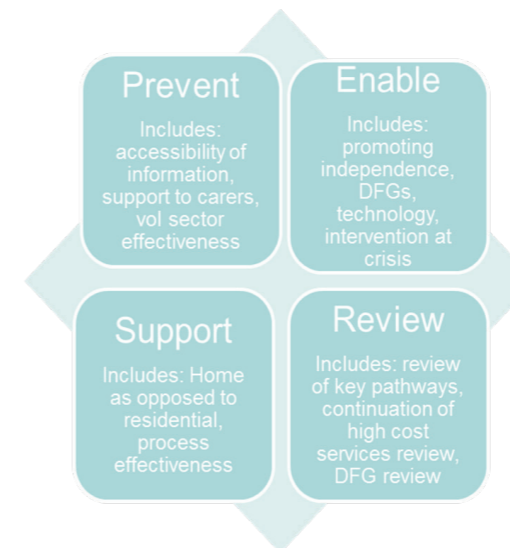 Prevent
Includes:
accessibility of
information,
support to carers,
vol sector
effectiveness
Enable
Includes:
promoting
independence,
DFGs,
technology,
intervention at
crisis
Support
Includes: Home
as opposed to
residential,
process
effectiveness
Review
Includes: review
of key pathways,
continuation of
high cost
services review,
DFG review